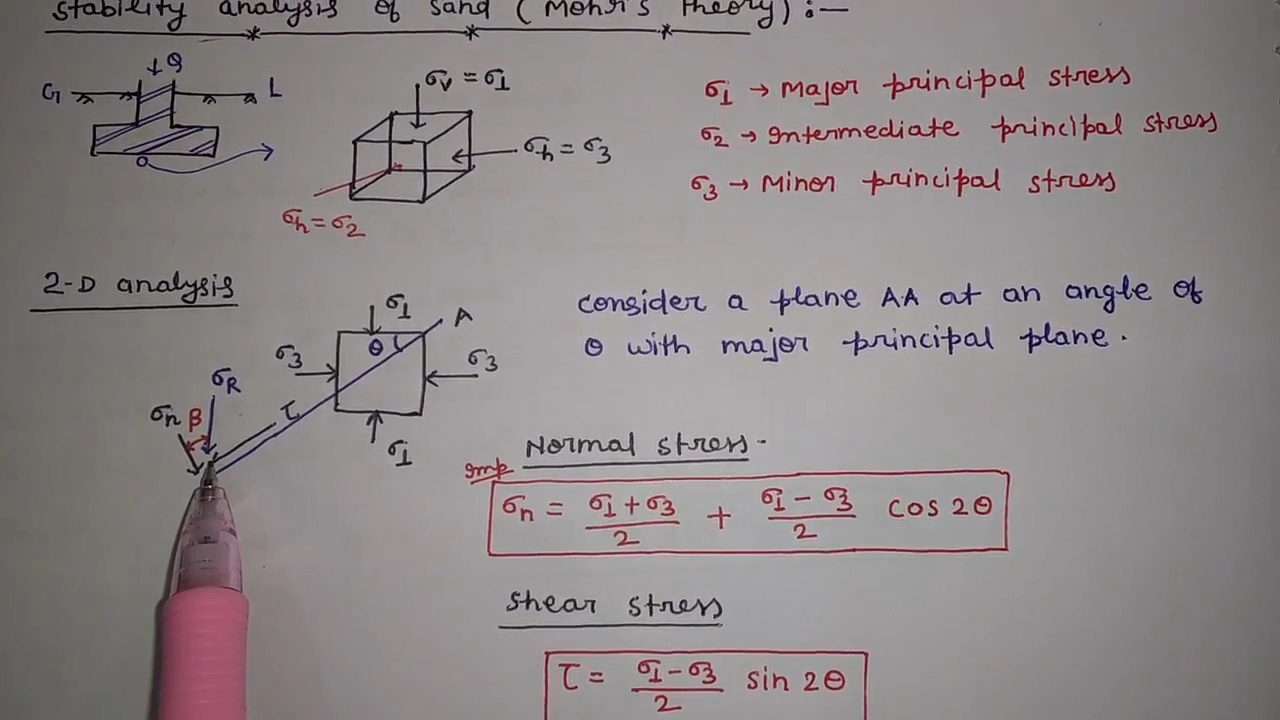 stability analysis of sand (Mohr's theory) :—
↓Q
G L
σv = σ1
σh = σ3
σh = σ2
σ1 → Major principal stress
σ2 → Intermediate principal stress
σ3 → Minor principal stress
2-D analysis
σ1
A
θ
σ3
σ3
σR
σn β
τ
σ1
consider a plane AA at an angle of
θ with major principal plane.
Normal stress.
Imp
σn = (σ1 + σ3)/2 + (σ1 - σ3)/2 cos 2θ
shear stress
τ = (σ1 - σ3)/2 sin 2θ